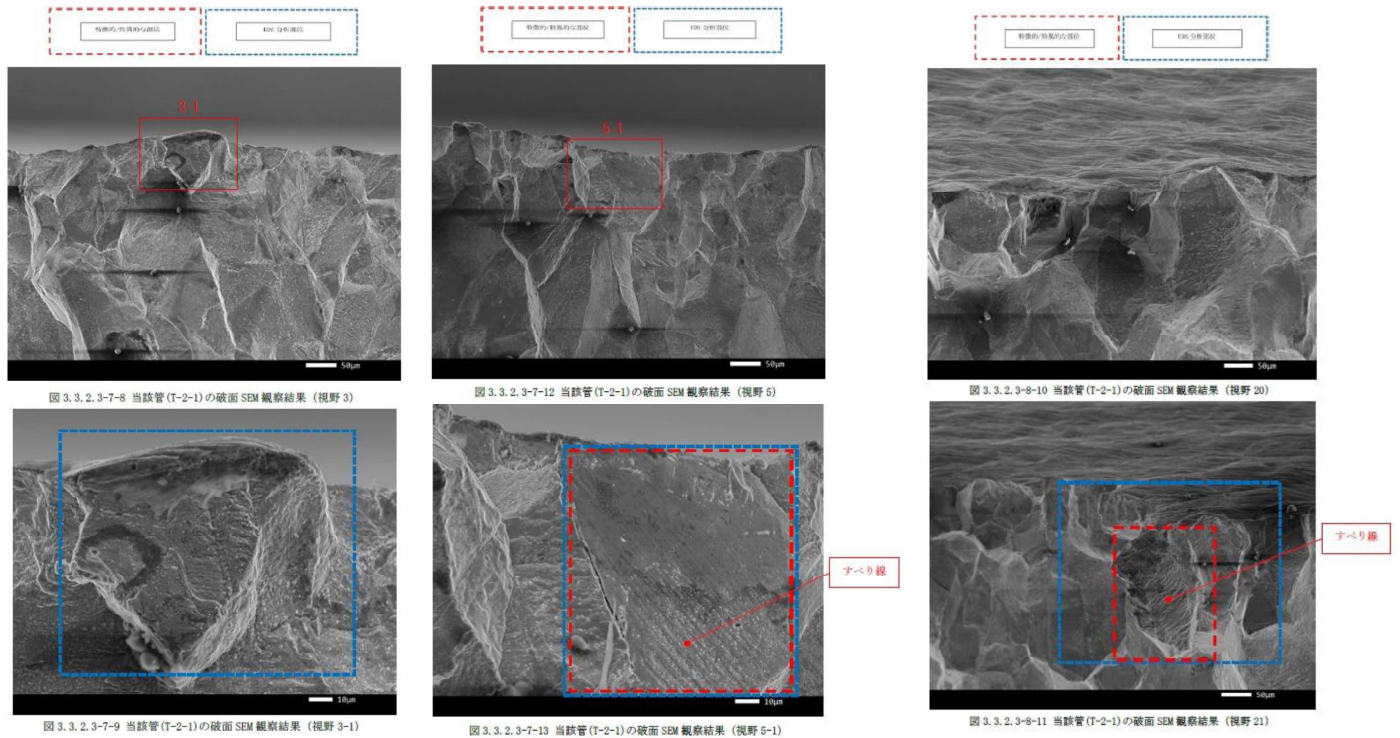 特徴的/特異的な部位
EDS 分析部位
特徴的/特異的な部位
EDS 分析部位
特徴的/特異的な部位
EDS 分析部位
3-1
50μm
5-1
50μm
50μm
図 3.3.2.3-7-8 当該管(T-2-1)の破面 SEM 観察結果（視野 3）
図 3.3.2.3-7-12 当該管(T-2-1)の破面 SEM 観察結果（視野 5）
図 3.3.2.3-8-10 当該管(T-2-1)の破面 SEM 観察結果（視野 20）
10μm
すべり線
10μm
すべり線
50μm
図 3.3.2.3-7-9 当該管(T-2-1)の破面 SEM 観察結果（視野 3-1）
図 3.3.2.3-7-13 当該管(T-2-1)の破面 SEM 観察結果（視野 5-1）
図 3.3.2.3-8-11 当該管(T-2-1)の破面 SEM 観察結果（視野 21）